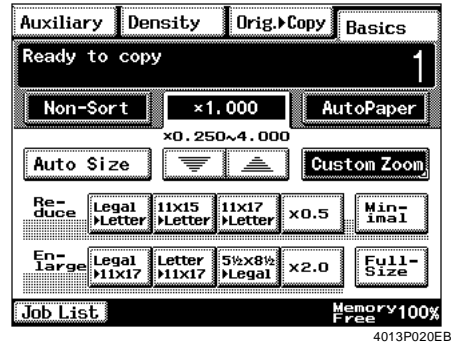 Auxiliary Density Orig.▸Copy Basics
Ready to copy 1
Non-Sort ×1.000 AutoPaper
×0.250~4.000
Auto Size Custom Zoom
Re-
duce
Legal
▸Letter
11x15
▸Letter
11x17
▸Letter
×0.5
Min-
imal
En-
large
Legal
▸11x17
Letter
▸11x17
5½x8½
▸Legal
×2.0
Full-
Size
Job List Memory
Free 100%
4013P020EB